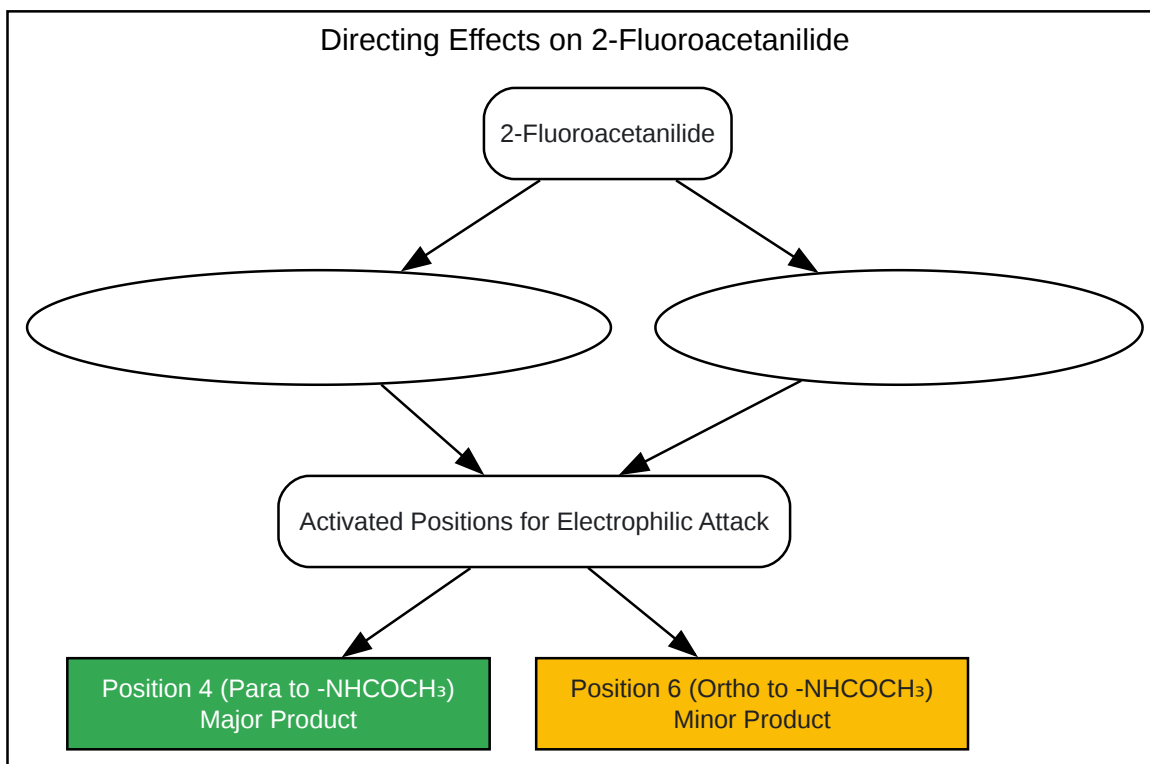 Directing Effects on 2-Fluoroacetanilide
2-Fluoroacetanilide
Activated Positions for Electrophilic Attack
Position 4 (Para to -NHCOCH₃)
Major Product
Position 6 (Ortho to -NHCOCH₃)
Minor Product